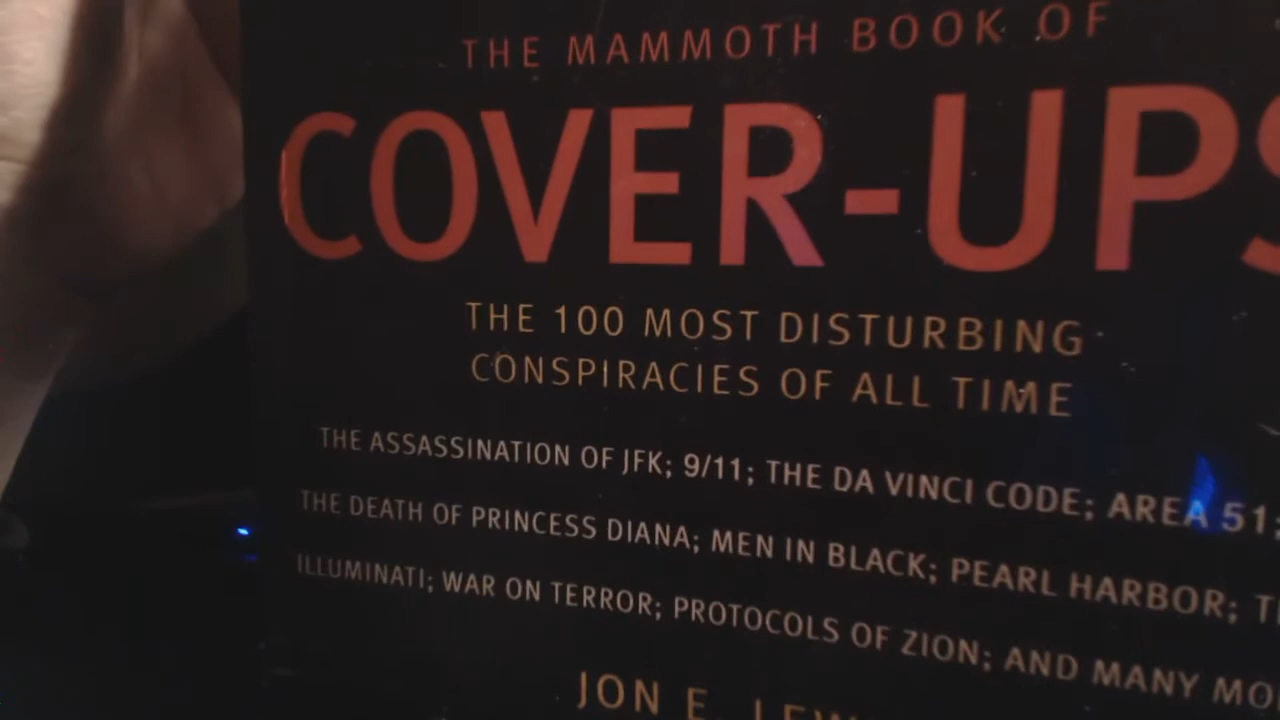 THE MAMMOTH BOOK OF
COVER-UPS
THE 100 MOST DISTURBING
CONSPIRACIES OF ALL TIME
THE ASSASSINATION OF JFK; 9/11; THE DA VINCI CODE; AREA 51;
THE DEATH OF PRINCESS DIANA; MEN IN BLACK; PEARL HARBOR;
ILLUMINATI; WAR ON TERROR; PROTOCOLS OF ZION; AND MANY
JON E.